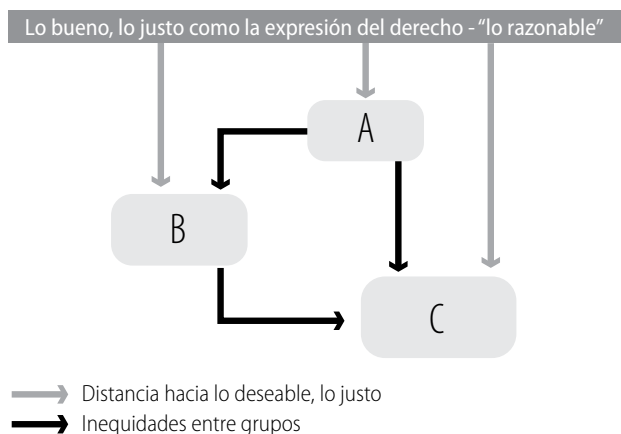 Lo bueno, lo justo como la expresión del derecho - “lo razonable”
A
B
C
Distancia hacia lo deseable, lo justo
Inequidades entre grupos